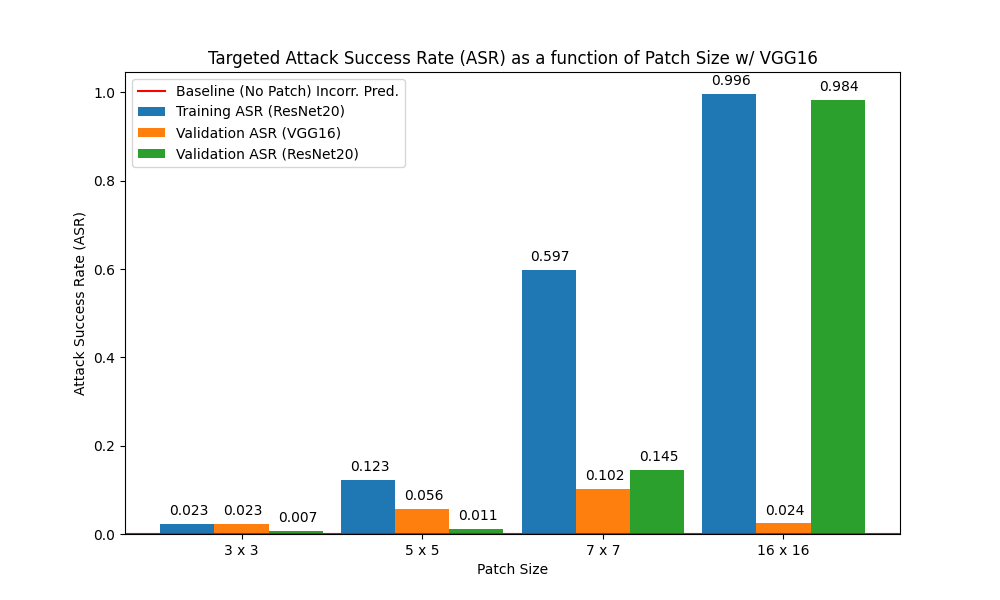 Targeted Attack Success Rate (ASR) as a function of Patch Size w/ VGG16
Baseline (No Patch) Incorr. Pred.
Training ASR (ResNet20)
Validation ASR (VGG16)
Validation ASR (ResNet20)
Attack Success Rate (ASR)
1.0
0.8
0.6
0.4
0.2
0.0
0.023
0.023
0.007
0.123
0.056
0.011
0.597
0.102
0.145
0.996
0.024
0.984
3 x 3
5 x 5
7 x 7
16 x 16
Patch Size